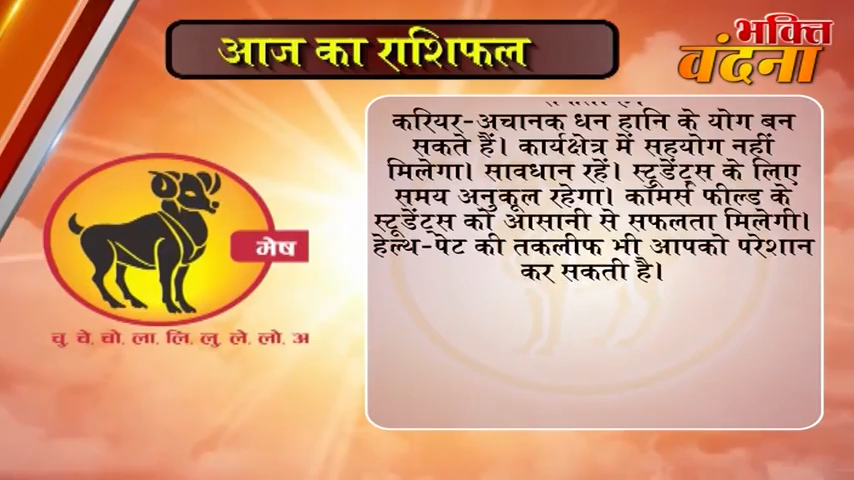 आज का राशिफल
भक्ति
वंदना
करियर-अचानक धन हानि के योग बन
सकते हैं। कार्यक्षेत्र में सहयोग नहीं
मिलेगा। सावधान रहें। स्टूडेंट्स के लिए
समय अनुकूल रहेगा। कॉमर्स फील्ड के
स्टूडेंट्स को आसानी से सफलता मिलेगी।
हेल्थ-पेट की तकलीफ भी आपको परेशान
कर सकती है।
मेष
चु, चे, चो, ला, लि, लु, ले, लो, अ